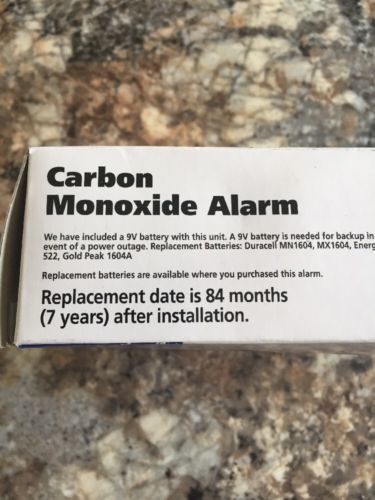 Carbon
Monoxide Alarm
We have included a 9V battery with this unit. A 9V battery is needed for backup in
event of a power outage. Replacement Batteries: Duracell MN1604, MX1604, Energ
522, Gold Peak 1604A
Replacement batteries are available where you purchased this alarm.
Replacement date is 84 months
(7 years) after installation.